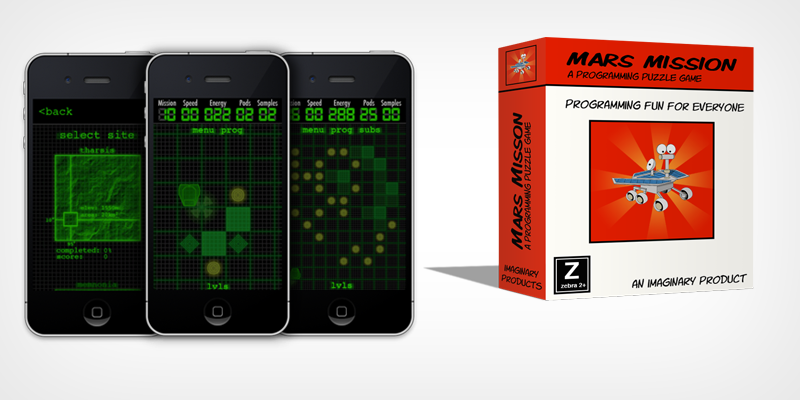 <back
select site
tharsis
completed: 0%
score: 0
mnemonic
Mission Speed Energy Pods Samples
10 00 022 02 02
menu prog
lvls
Speed Energy Pods Samples
00 288 25 00
menu prog subs
lvls
MARS MISSION
A PROGRAMMING PUZZLE GAME
PROGRAMMING FUN FOR EVERYONE
AN IMAGINARY PRODUCT
MARS MISSON
A PROGRAMMING PUZZLE GAME
IMAGINARY
PRODUCTS
Z
zebra 2+